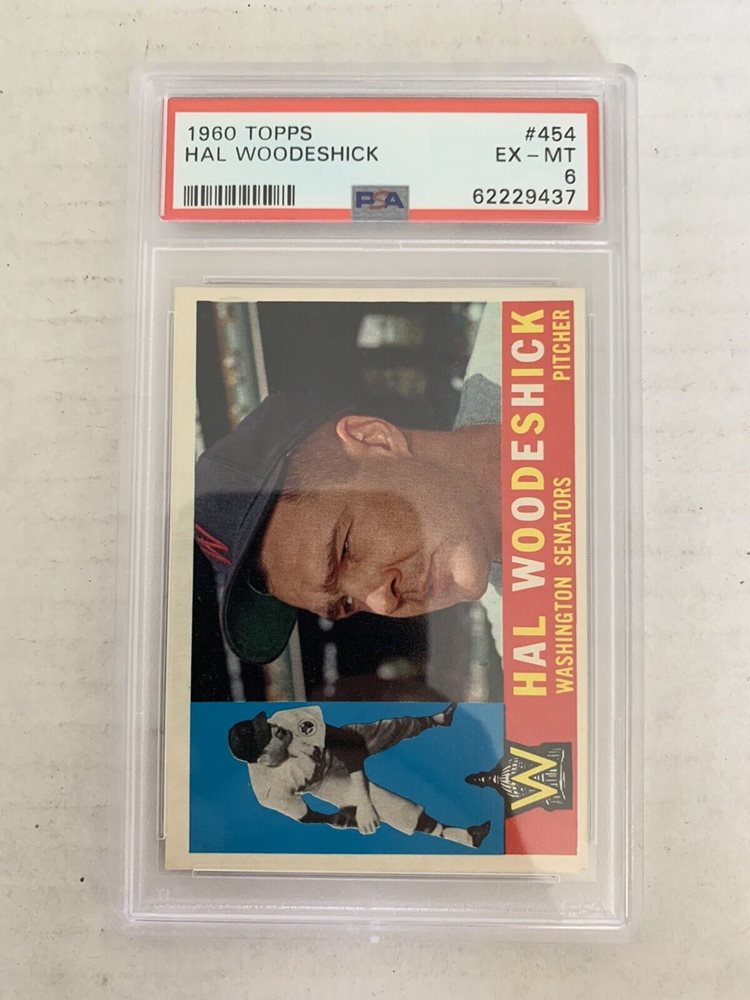 1960 TOPPS #454
HAL WOODESHICK EX - MT
6
PSA 62229437
HAL WOODESHICK
WASHINGTON SENATORS PITCHER
W
W